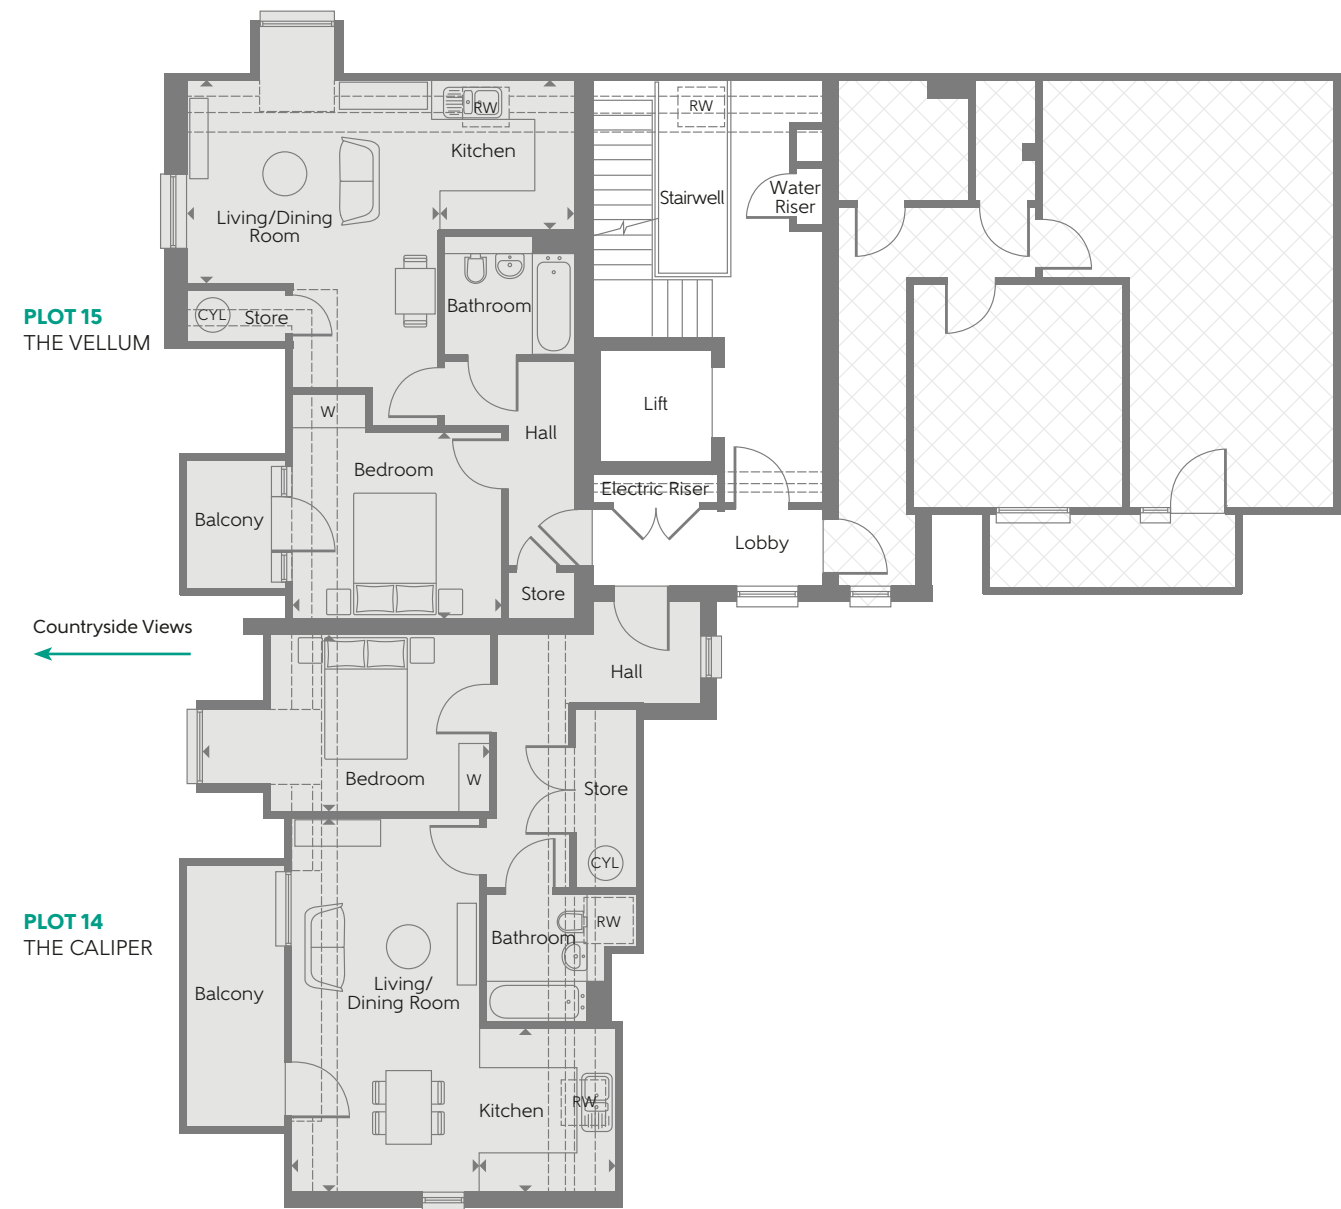 RW
Kitchen
Living/Dining
Room
CYL
Store
Bathroom
PLOT 15
THE VELLUM
W
Hall
Bedroom
Balcony
Store
RW
Stairwell
Water
Riser
Lift
Electric Riser
Lobby
Countryside Views
Hall
Bedroom
W
Store
CYL
PLOT 14
THE CALIPER
Bathroom
RW
Balcony
Living/
Dining Room
Kitchen
RW